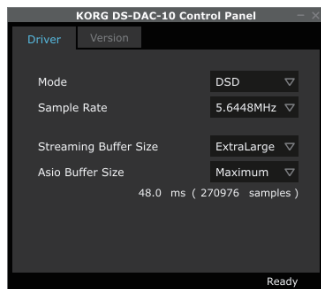 KORG DS-DAC-10 Control Panel
Driver Version
Mode DSD
Sample Rate 5.6448MHz
Streaming Buffer Size ExtraLarge
Asio Buffer Size Maximum
48.0 ms ( 270976 samples )
Ready